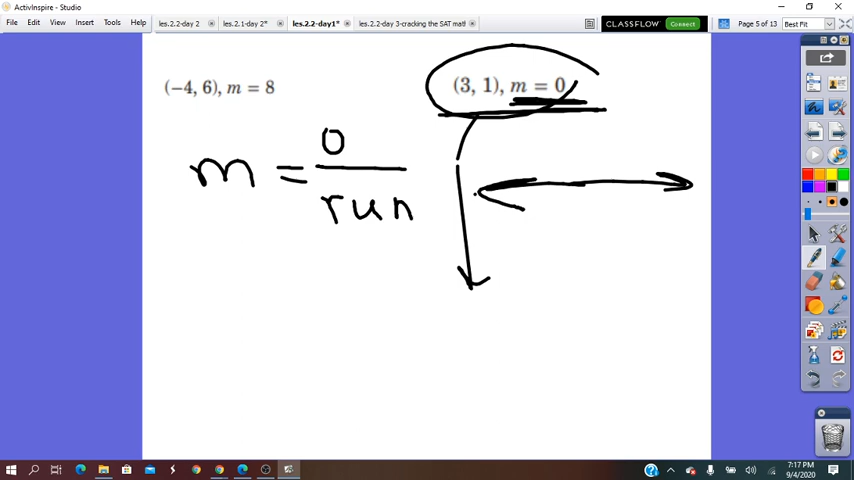 ActivInspire - Studio
File Edit View Insert Tools Help
les.2.2-day 2
les.2.1-day 2*
les.2.2-day1*
les.2.2-day 3-cracking the SAT math
CLASSFLOW Connect
Page 5 of 13
Best Fit
(−4, 6), m = 8
(3, 1), m = 0
m = 0
run
7:17 PM
9/4/2020